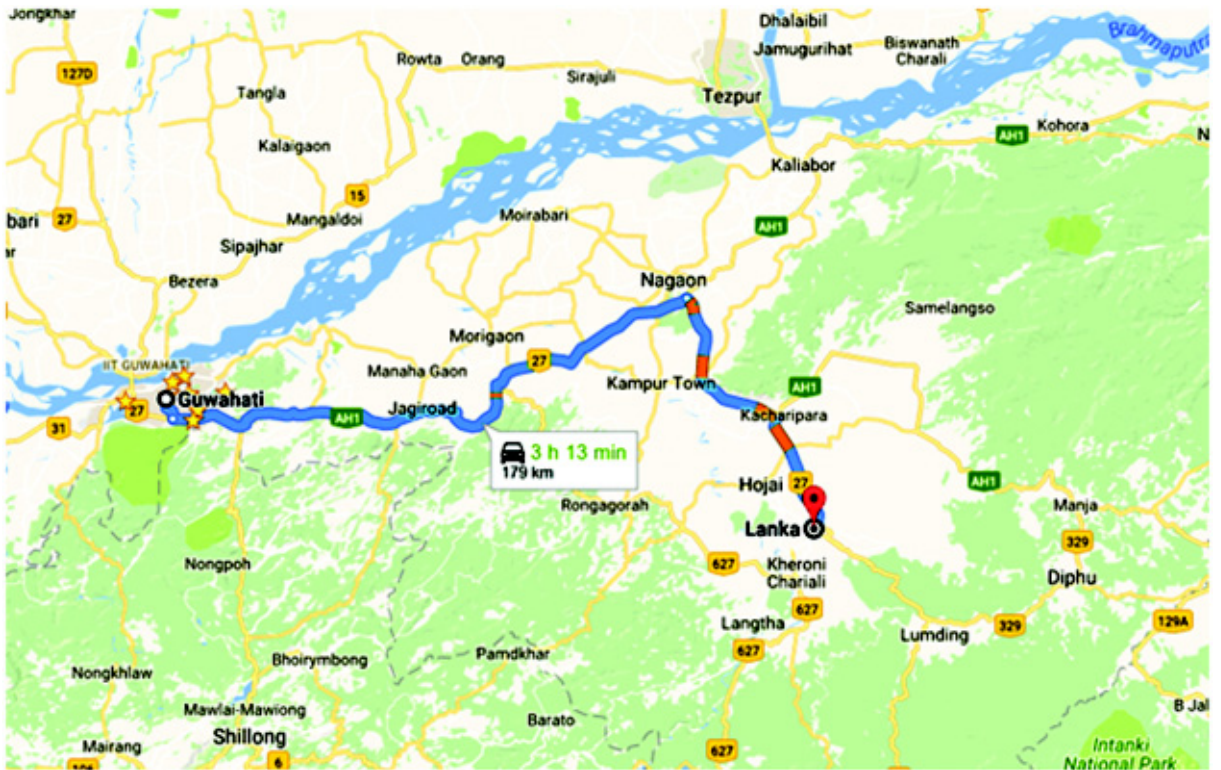 Jongkhar
Dhalaibil
Jamugurihat
Biswanath
Charali
Brahmaputra
127D
Rowta
Orang
Sirajuli
Tangla
Tezpur
Kohora
AH1
Kalaigaon
Kaliabor
15
bari
27
Mangaldoi
Moirabari
AH1
Sipajhar
Bezera
Nagaon
Samelangso
Morigaon
IIT GUWAHATI
Manaha Gaon
27
Kampur Town
AH1
Guwahati
27
31
AH1
Jagiroad
Kacharipara
3 h 13 min
179 km
Hojai
27
AH1
Rongagorah
Manja
Lanka
329
Nongpoh
627
Kheroni
Chariali
Diphu
627
Langtha
329
129A
Lumding
627
Nongkhlaw
Bhoirymbong
Pamdkhar
Mawlai-Mawiong
B Jal
Barato
Shillong
Mairang
627
6
Intanki
National Park